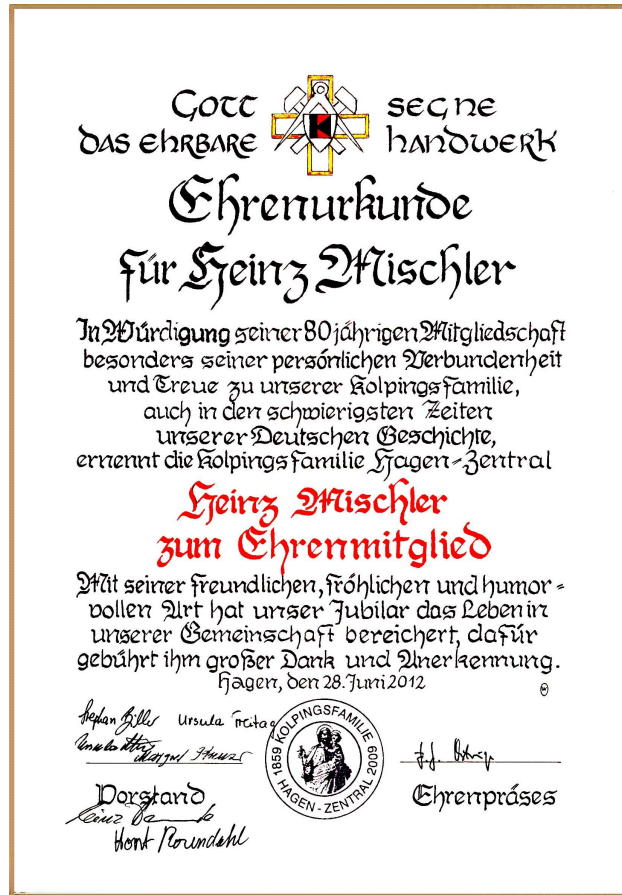 GOTT SEGNE
DAS EHRBARE HANDWERK
K
Ehrenurkunde
für Heinz Mischler
In Würdigung seiner 80 jährigen Mitgliedschaft
besonders seiner persönlichen Verbundenheit
und Treue zu unserer Kolpingsfamilie,
auch in den schwierigsten Zeiten
unserer Deutschen Geschichte,
ernennt die Kolpingsfamilie Hagen-Zentral
Heinz Mischler
zum Ehrenmitglied
Mit seiner freundlichen, fröhlichen und humor-
vollen Art hat unser Jubilar das Leben in
unserer Gemeinschaft bereichert, dafür
gebührt ihm großer Dank und Anerkennung.
Hagen, den 28. Juni 2012
Stephan Ursula Freitag
1859 KOLPINGSFAMILIE 2009
HAGEN-ZENTRAL
Vorstand
Ehrenpräses
Heinz
Horst